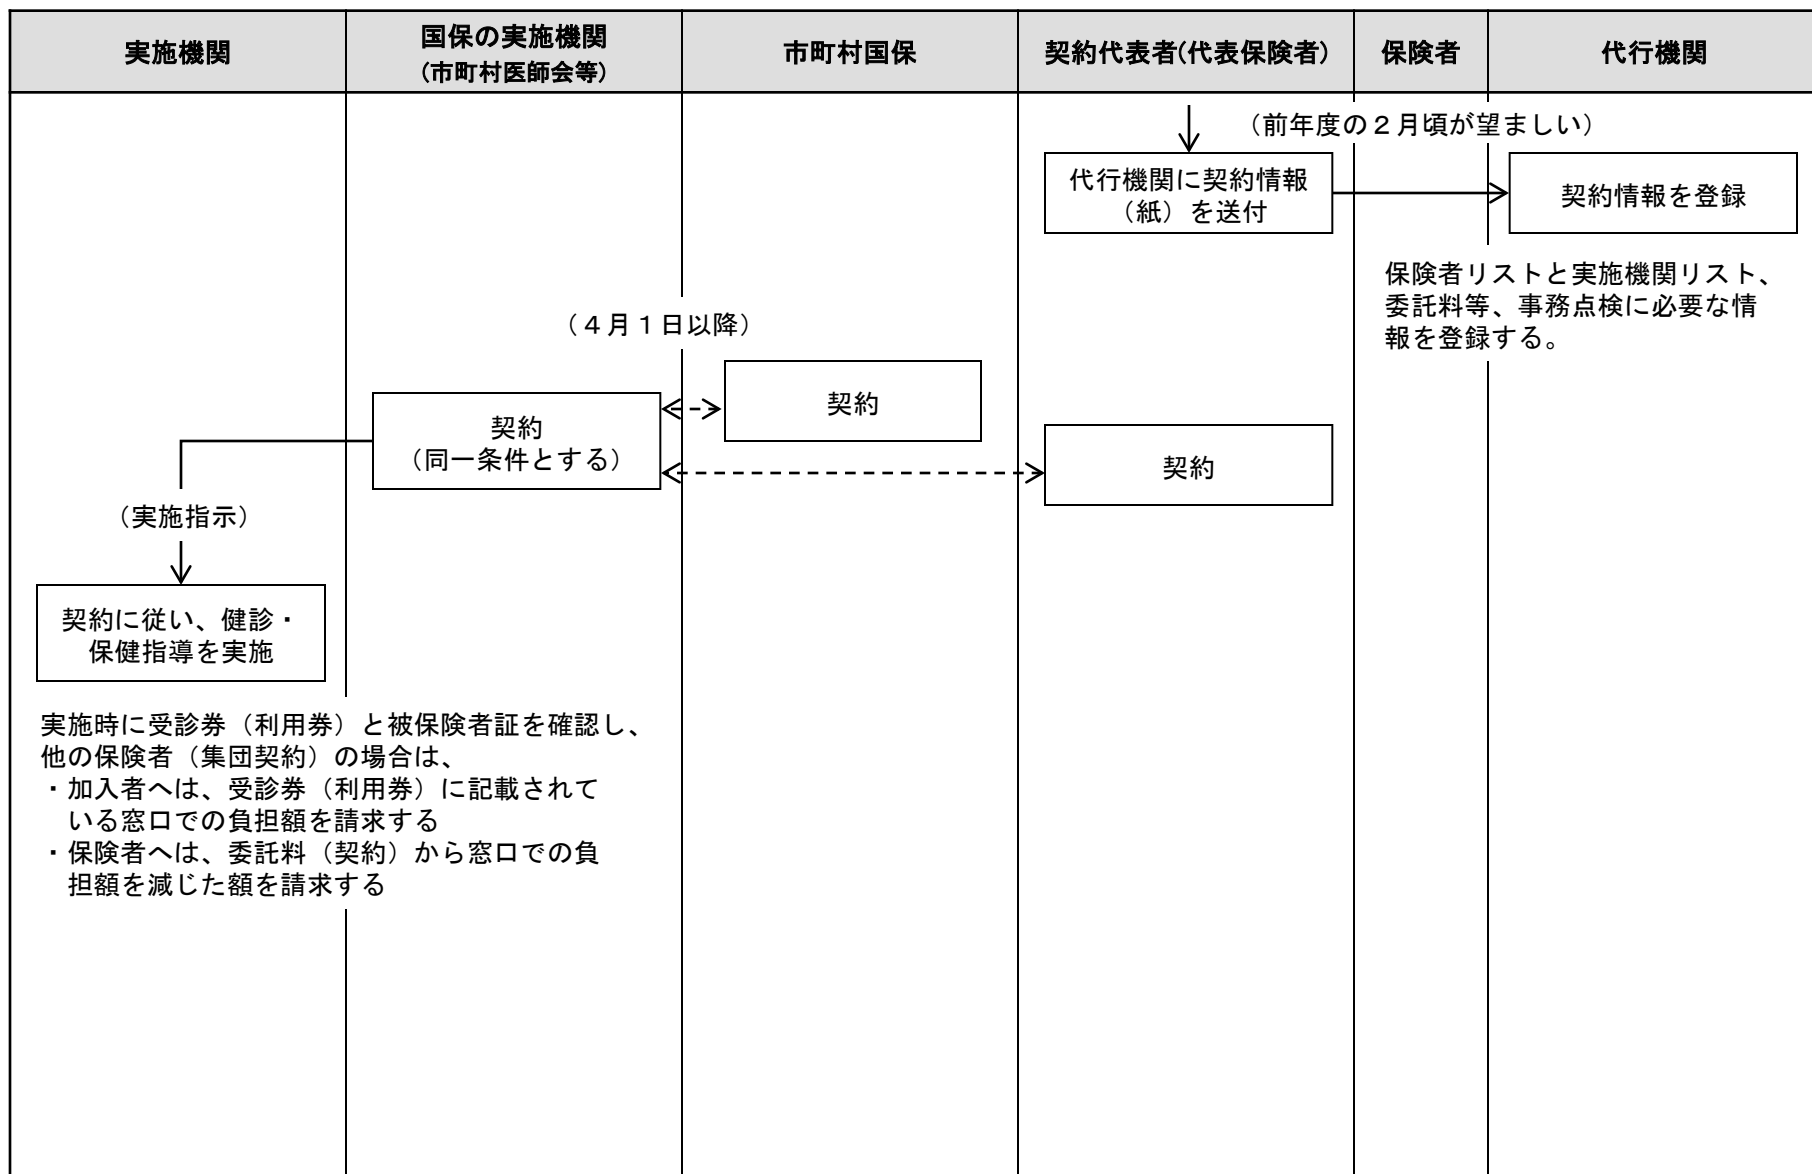 実施機関
国保の実施機関
(市町村医師会等)
市町村国保
契約代表者(代表保険者)
保険者
代行機関
（前年度の２月頃が望ましい）
代行機関に契約情報
（紙）を送付
契約情報を登録
保険者リストと実施機関リスト、
委託料等、事務点検に必要な情
報を登録する。
（４月１日以降）
契約
契約
（同一条件とする）
契約
（実施指示）
契約に従い、健診・
保健指導を実施
実施時に受診券（利用券）と被保険者証を確認し、
他の保険者（集団契約）の場合は、
・加入者へは、受診券（利用券）に記載されて
いる窓口での負担額を請求する
・保険者へは、委託料（契約）から窓口での負
担額を減じた額を請求する